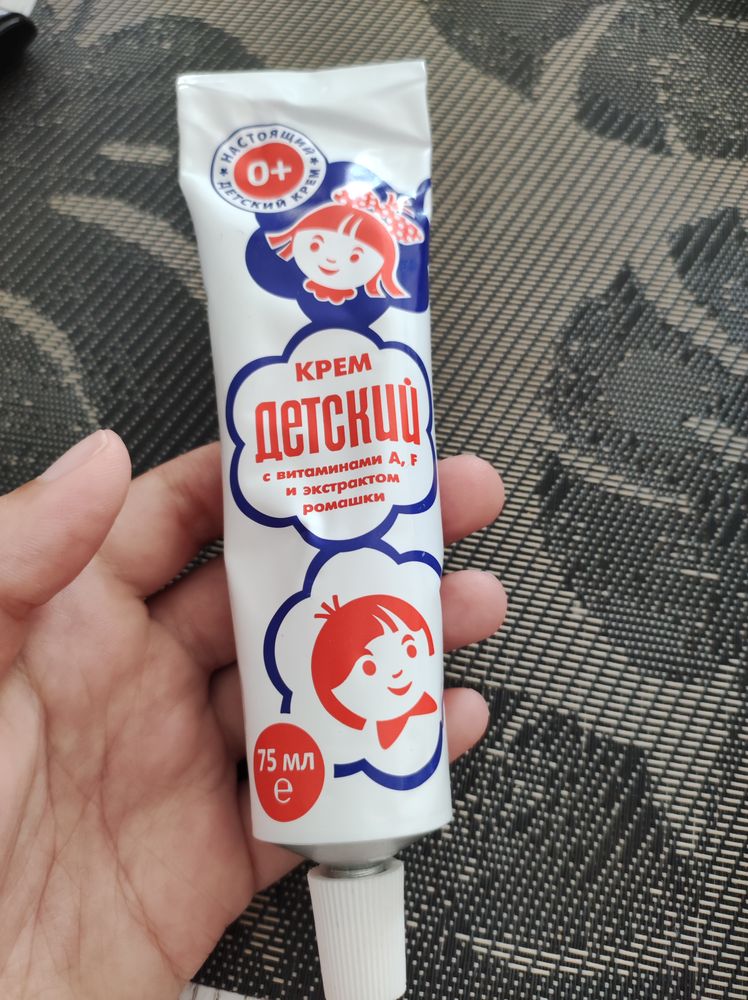 НАСТОЯЩИЙ
0+
ДЕТСКИЙ КРЕМ
КРЕМ
ДЕТСКИЙ
с витаминами А, F
и экстрактом
ромашки
75 мл
e